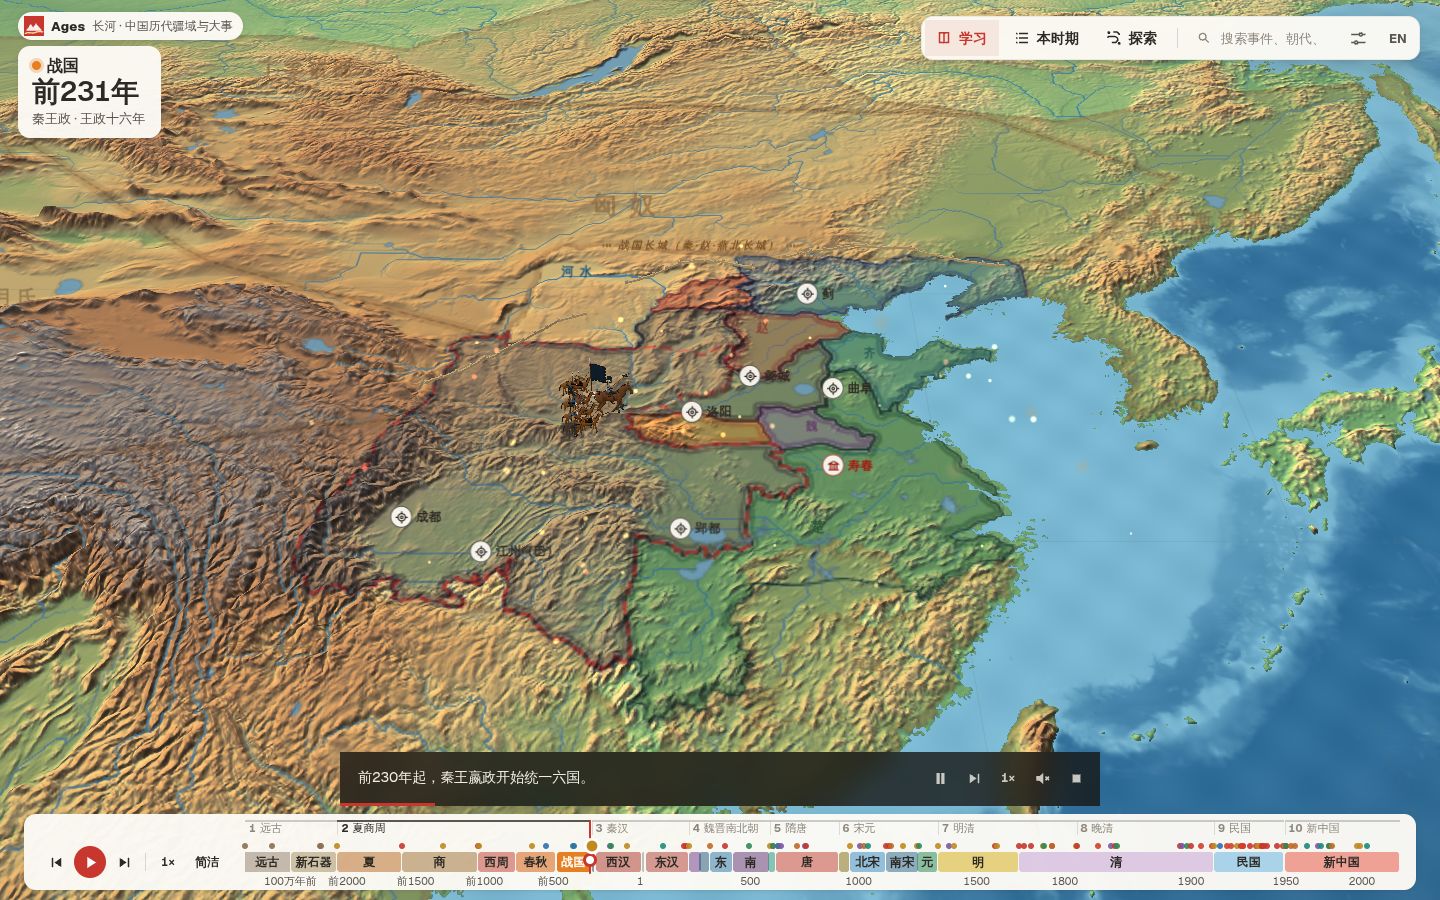 Ages 长河·中国历代疆域与大事
学习 本时期 探索 搜索事件、朝代、 EN
战国
前231年
秦王政·王政十六年
匈奴
战国长城（秦·赵·燕北长城）
河水
月氏
蓟
赵
齐
曲阜
洛阳
魏
寿春
成都
郢都
楚
前230年起，秦王嬴政开始统一六国。
1×
1 远古 2 夏商周 3 秦汉 4 魏晋南北朝 5 隋唐 6 宋元 7 明清 8 晚清 9 民国 10 新中国
1× 简洁 远古 新石器 夏 商 西周 春秋 战国 西汉 东汉 东 南 唐 北宋 南宋 元 明 清 民国 新中国
100万年前 前2000 前1500 前1000 前500 1 500 1000 1500 1800 1900 1950 2000